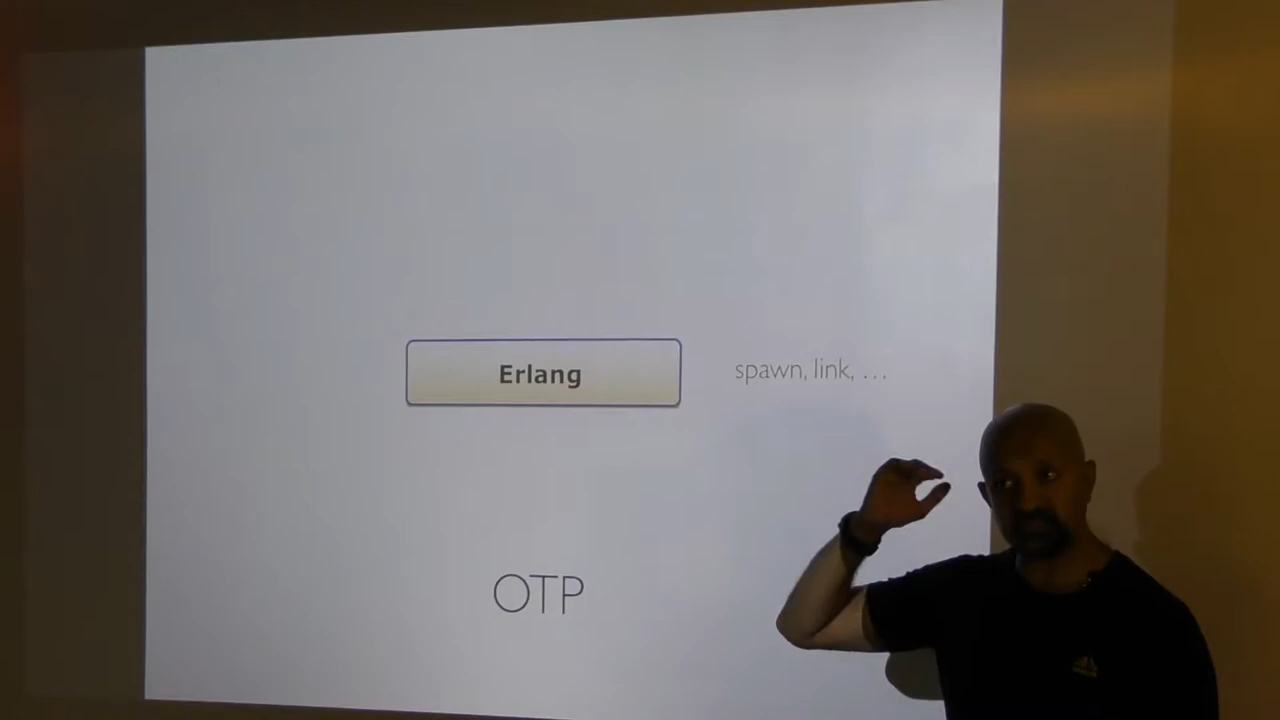 Erlang
spawn, link, …
OTP